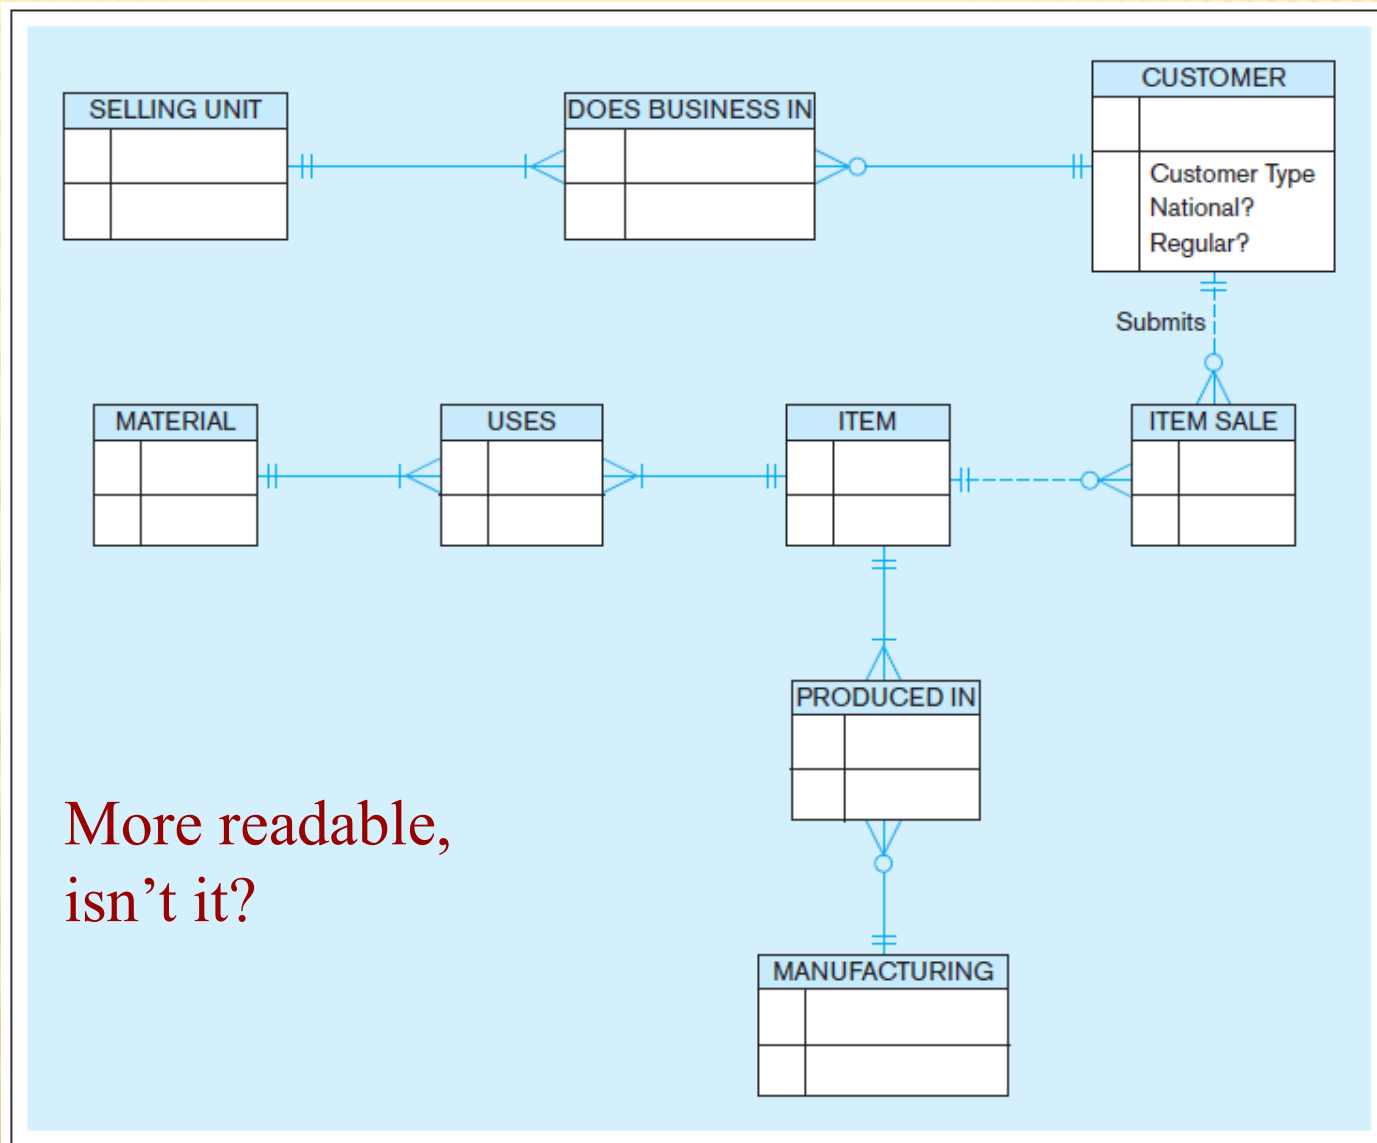 SELLING UNIT
DOES BUSINESS IN
CUSTOMER
Customer Type
National?
Regular?
Submits
MATERIAL
USES
ITEM
ITEM SALE
PRODUCED IN
More readable,
isn’t it?
MANUFACTURING